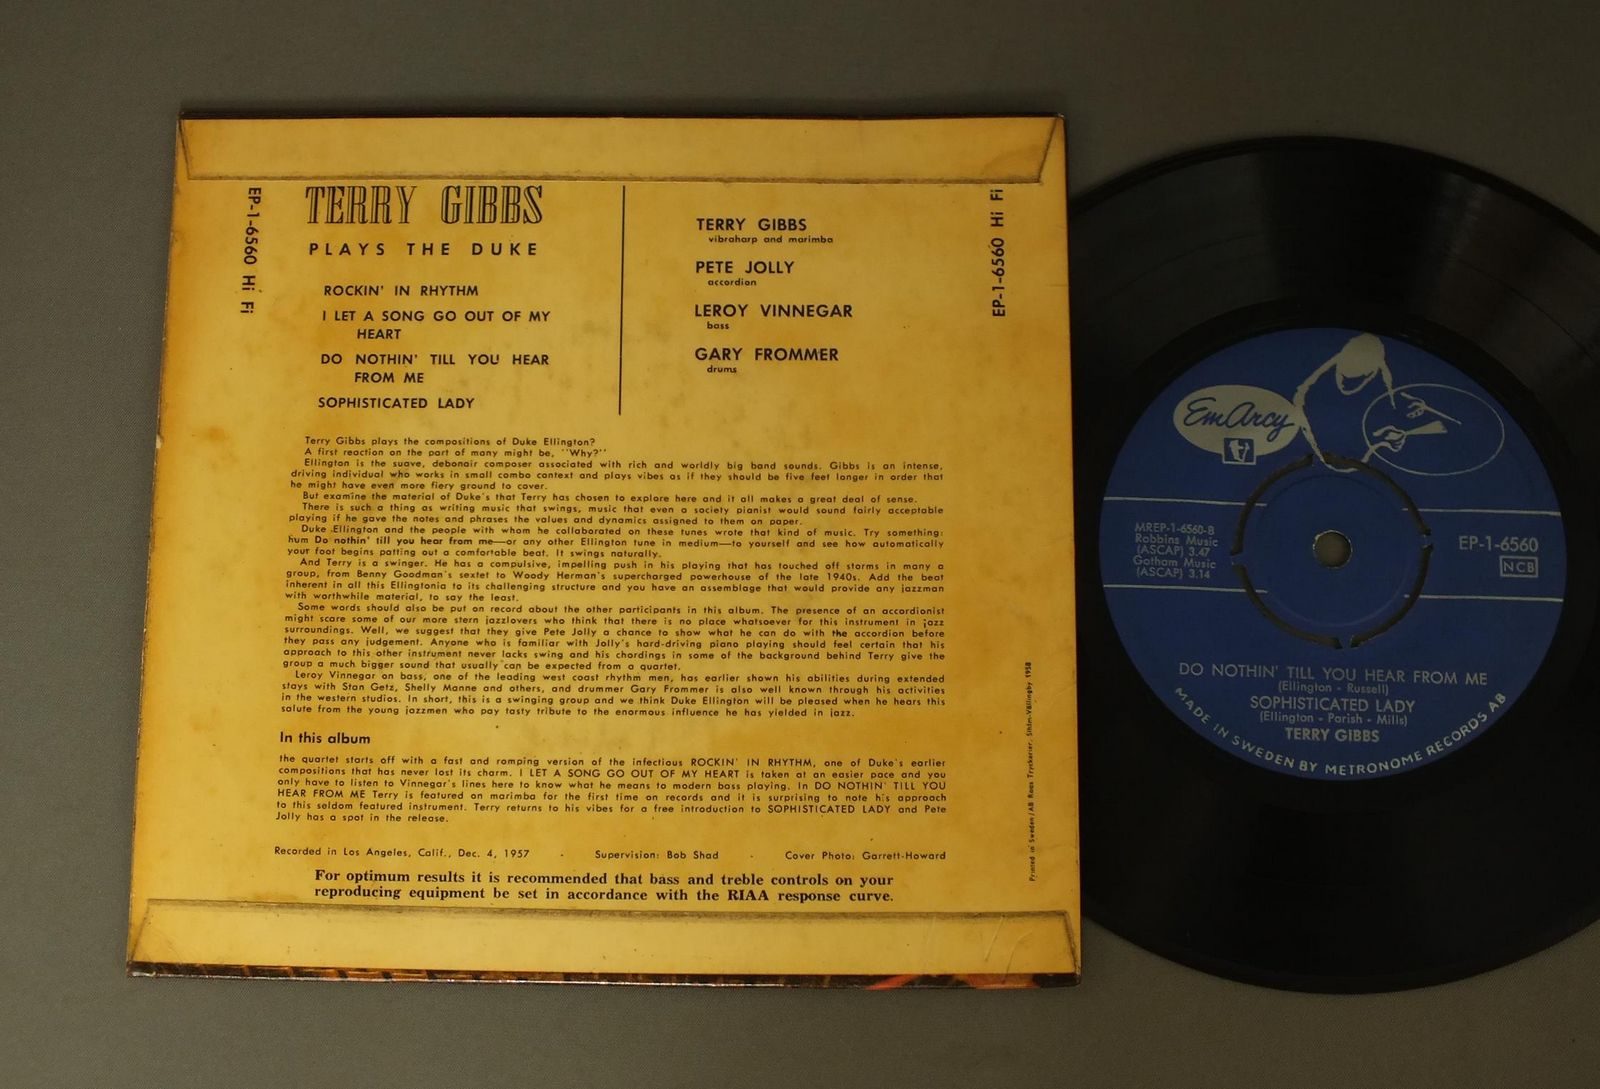 EP-1-6560 Hi Fi
TERRY GIBBS
PLAYS THE DUKE
ROCKIN' IN RHYTHM
I LET A SONG GO OUT OF MY
HEART
DO NOTHIN' TILL YOU HEAR
FROM ME
SOPHISTICATED LADY
TERRY GIBBS
vibraharp and marimba
PETE JOLLY
accordion
LEROY VINNEGAR
bass
GARY FROMMER
drums
EP-1-6560 Hi Fi
Terry Gibbs plays the compositions of Duke Ellington?
A first reaction on the part of many might be, "Why?"
Ellington is the suave, debonair composer associated with rich and worldly big band sounds. Gibbs is an intense,
driving individual who works in small combo context and plays vibes as if they should be five feet longer in order that
he might have even more fiery ground to cover.
But examine the material of Duke's that Terry has chosen to explore here and it all makes a great deal of sense.
There is such a thing as writing music that swings, music that even a society pianist would sound fairly acceptable
playing if he gave the notes and phrases the values and dynamics assigned to them on paper.
Duke Ellington and the people with whom he collaborated on these tunes wrote that kind of music. Try something:
hum Do nothin' till you hear from me—or any other Ellington tune in medium—to yourself and see how automatically
your foot begins patting out a comfortable beat. It swings naturally.
And Terry is a swinger. He has a compulsive, impelling push in his playing that has touched off storms in many a
group, from Benny Goodman's sextet to Woody Herman's supercharged powerhouse of the late 1940s. Add the beat
inherent in all this Ellingtonia to its challenging structure and you have an assemblage that would provide any jazzman
with worthwhile material, to say the least.
Some words should also be put on record about the other participants in this album. The presence of an accordionist
might scare some of our more stern jazzlovers who think that there is no place whatsoever for this instrument in jazz
surroundings. Well, we suggest that they give Pete Jolly a chance to show what he can do with the accordion before
they pass any judgement. Anyone who is familiar with Jolly's hard-driving piano playing should feel certain that his
approach to this other instrument never lacks swing and his chordings in some of the background behind Terry give the
group a much bigger sound that usually can be expected from a quartet.
Leroy Vinnegar on bass, one of the leading west coast rhythm men, has earlier shown his abilities during extended
stays with Stan Getz, Shelly Manne and others, and drummer Gary Frommer is also well known through his activities
in the western studios. In short, this is a swinging group and we think Duke Ellington will be pleased when he hears this
salute from the young jazzmen who pay tasty tribute to the enormous influence he has yielded in jazz.
In this album
the quartet starts off with a fast and romping version of the infectious ROCKIN' IN RHYTHM, one of Duke's earlier
compositions that has never lost its charm. I LET A SONG GO OUT OF MY HEART is taken at an easier pace and you
only have to listen to Vinnegar's lines here to know what he means to modern bass playing. In DO NOTHIN' TILL YOU
HEAR FROM ME Terry is featured on marimba for the first time on records and it is surprising to note his approach
to this seldom featured instrument. Terry returns to his vibes for a free introduction to SOPHISTICATED LADY and Pete
Jolly has a spot in the release.
Recorded in Los Angeles, Calif., Dec. 4, 1957 · Supervision: Bob Shad · Cover Photo: Garrett-Howard
For optimum results it is recommended that bass and treble controls on your
reproducing equipment be set in accordance with the RIAA response curve.
Printed in Sweden/AB Roos Tryckerier, Sthlm-Vällingby 1958
EmArcy
MREP-1-6560-B
Robbins Music
(ASCAP) 3.47
Gotham Music
(ASCAP) 3.14
EP-1-6560
NCB
DO NOTHIN' TILL YOU HEAR FROM ME
(Ellington - Russell)
SOPHISTICATED LADY
(Ellington - Parish - Mills)
TERRY GIBBS
MADE IN SWEDEN BY METRONOME RECORDS AB